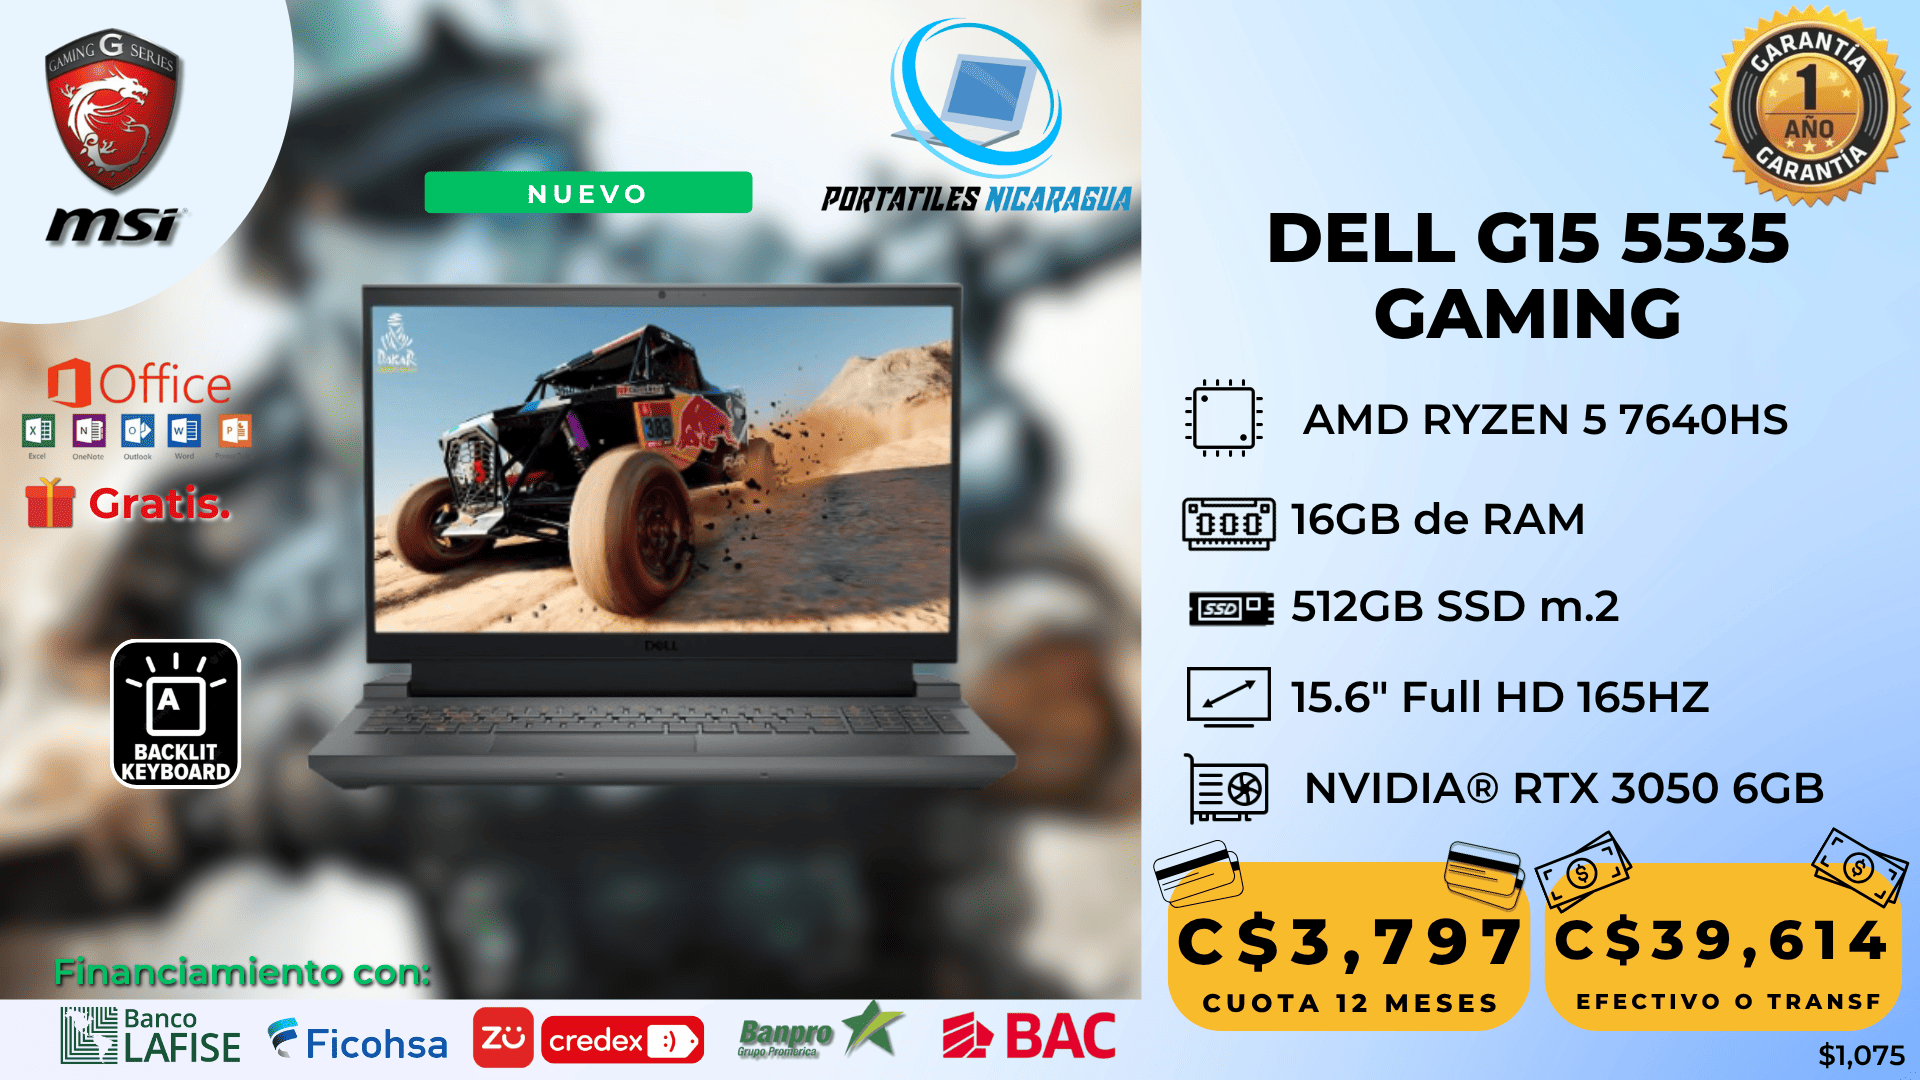 GAMING G SERIES
msi
NUEVO
PORTATILES NICARAGUA
GARANTÍA
1
AÑO
GARANTÍA
DELL G15 5535
GAMING
AMD RYZEN 5 7640HS
16GB de RAM
SSD
512GB SSD m.2
15.6" Full HD 165HZ
NVIDIA® RTX 3050 6GB
Office
X N O W P
Excel OneNote Outlook Word
Gratis.
DAKAR
383
DELL
A
BACKLIT
KEYBOARD
C$3,797
CUOTA 12 MESES
C$39,614
EFECTIVO O TRANSF
$1,075
Financiamiento con:
Banco
LAFISE
Ficohsa
zü
credex :)
Banpro
Grupo Promerica
BAC